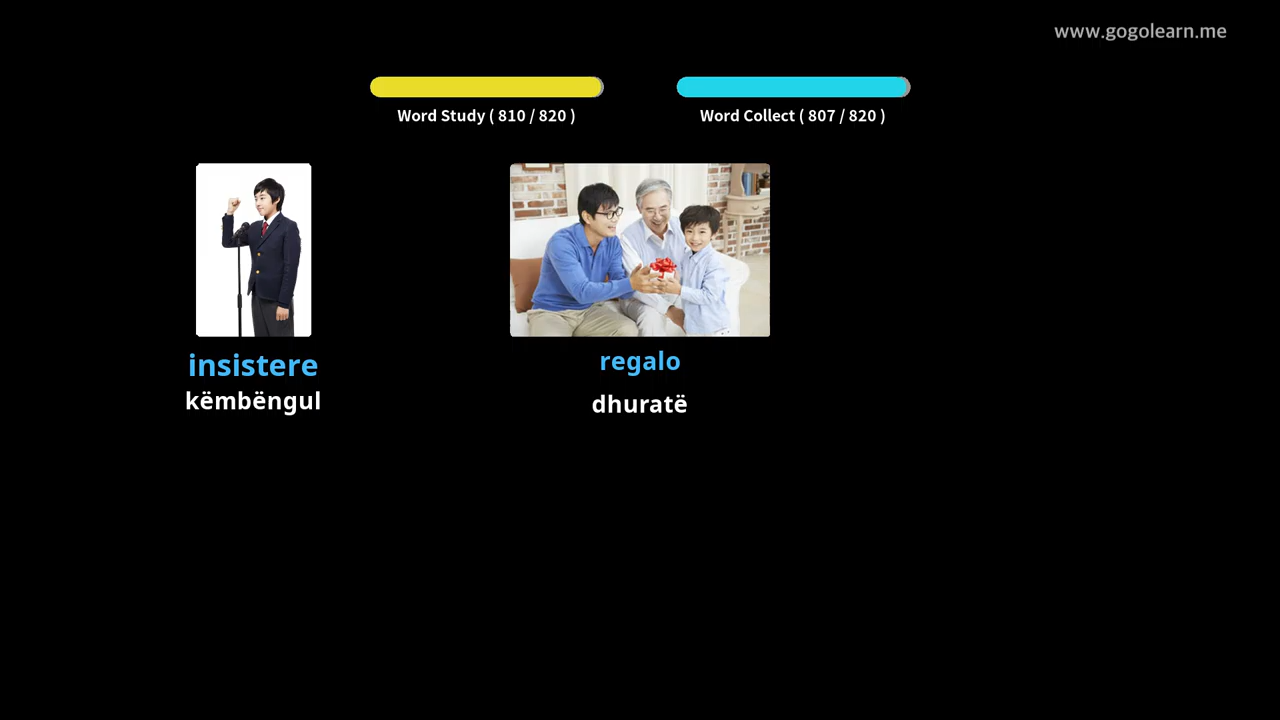 www.gogolearn.me
Word Study ( 810 / 820 )
Word Collect ( 807 / 820 )
insistere
këmbëngul
regalo
dhuratë